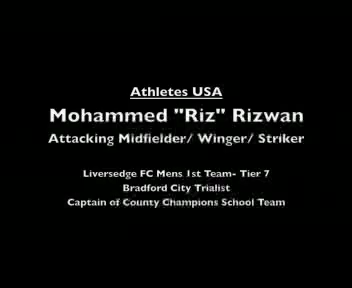 Athletes USA
Mohammed "Riz" Rizwan
Attacking Midfielder/ Winger/ Striker
Liversedge FC Mens 1st Team- Tier 7
Bradford City Trialist
Captain of County Champions School Team